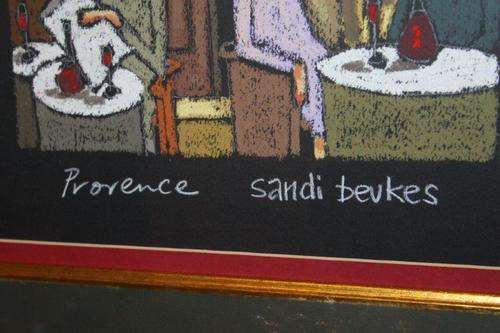 Provence sandi beukes